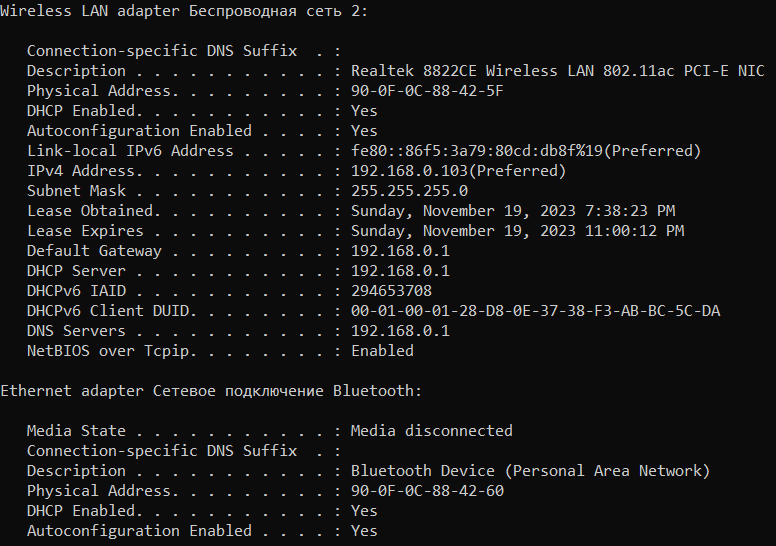 Wireless LAN adapter Беспроводная сеть 2:
Connection-specific DNS Suffix  . :
Description . . . . . . . . . . . : Realtek 8822CE Wireless LAN 802.11ac PCI-E NIC
Physical Address. . . . . . . . . : 90-0F-0C-88-42-5F
DHCP Enabled. . . . . . . . . . . : Yes
Autoconfiguration Enabled . . . . : Yes
Link-local IPv6 Address . . . . . : fe80::86f5:3a79:80cd:db8f%19(Preferred)
IPv4 Address. . . . . . . . . . . : 192.168.0.103(Preferred)
Subnet Mask . . . . . . . . . . . : 255.255.255.0
Lease Obtained. . . . . . . . . . : Sunday, November 19, 2023 7:38:23 PM
Lease Expires . . . . . . . . . . : Sunday, November 19, 2023 11:00:12 PM
Default Gateway . . . . . . . . . : 192.168.0.1
DHCP Server . . . . . . . . . . . : 192.168.0.1
DHCPv6 IAID . . . . . . . . . . . : 294653708
DHCPv6 Client DUID. . . . . . . . : 00-01-00-01-28-D8-0E-37-38-F3-AB-BC-5C-DA
DNS Servers . . . . . . . . . . . : 192.168.0.1
NetBIOS over Tcpip. . . . . . . . : Enabled
Ethernet adapter Сетевое подключение Bluetooth:
Media State . . . . . . . . . . . : Media disconnected
Connection-specific DNS Suffix  . :
Description . . . . . . . . . . . : Bluetooth Device (Personal Area Network)
Physical Address. . . . . . . . . : 90-0F-0C-88-42-60
DHCP Enabled. . . . . . . . . . . : Yes
Autoconfiguration Enabled . . . . : Yes